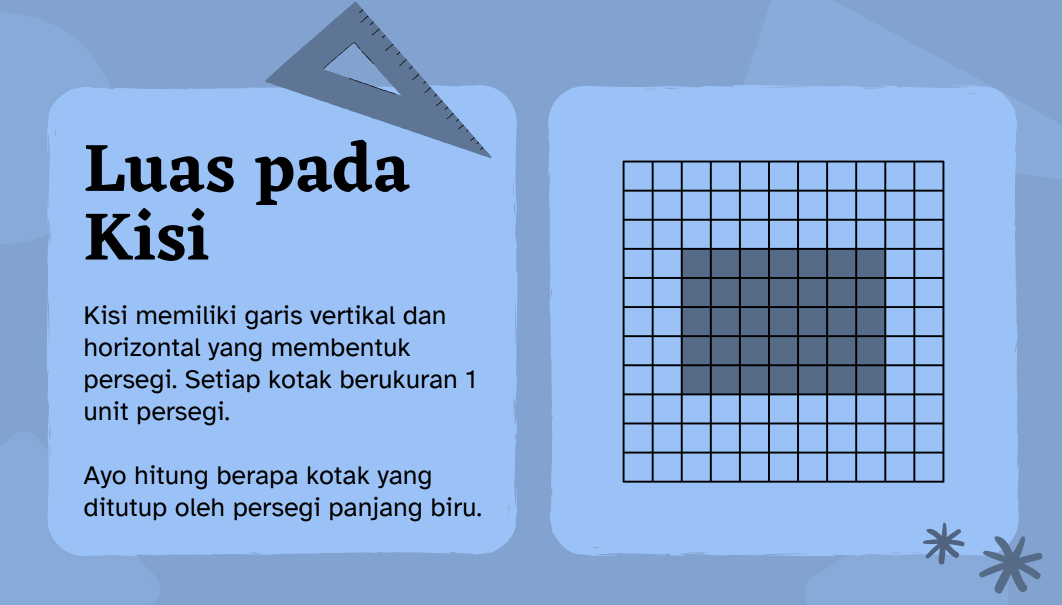 Luas pada
Kisi
Kisi memiliki garis vertikal dan
horizontal yang membentuk
persegi. Setiap kotak berukuran 1
unit persegi.
Ayo hitung berapa kotak yang
ditutup oleh persegi panjang biru.